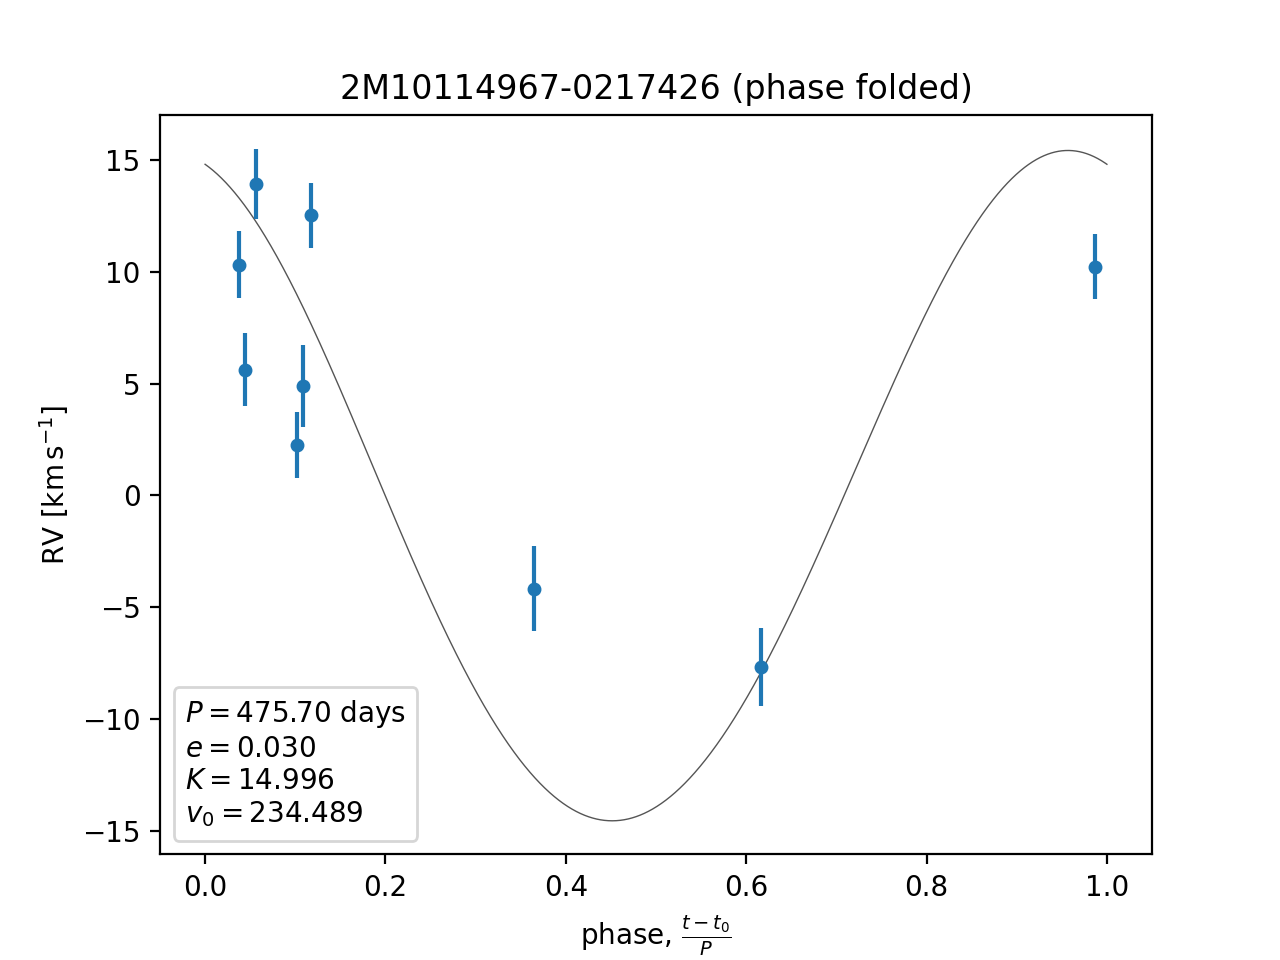 2M10114967-0217426 (phase folded)
RV [km s⁻¹]
15
10
5
0
−5
−10
−15
P = 475.70 days
e = 0.030
K = 14.996
v₀ = 234.489
0.0 0.2 0.4 0.6 0.8 1.0
phase, (t − t₀)/P